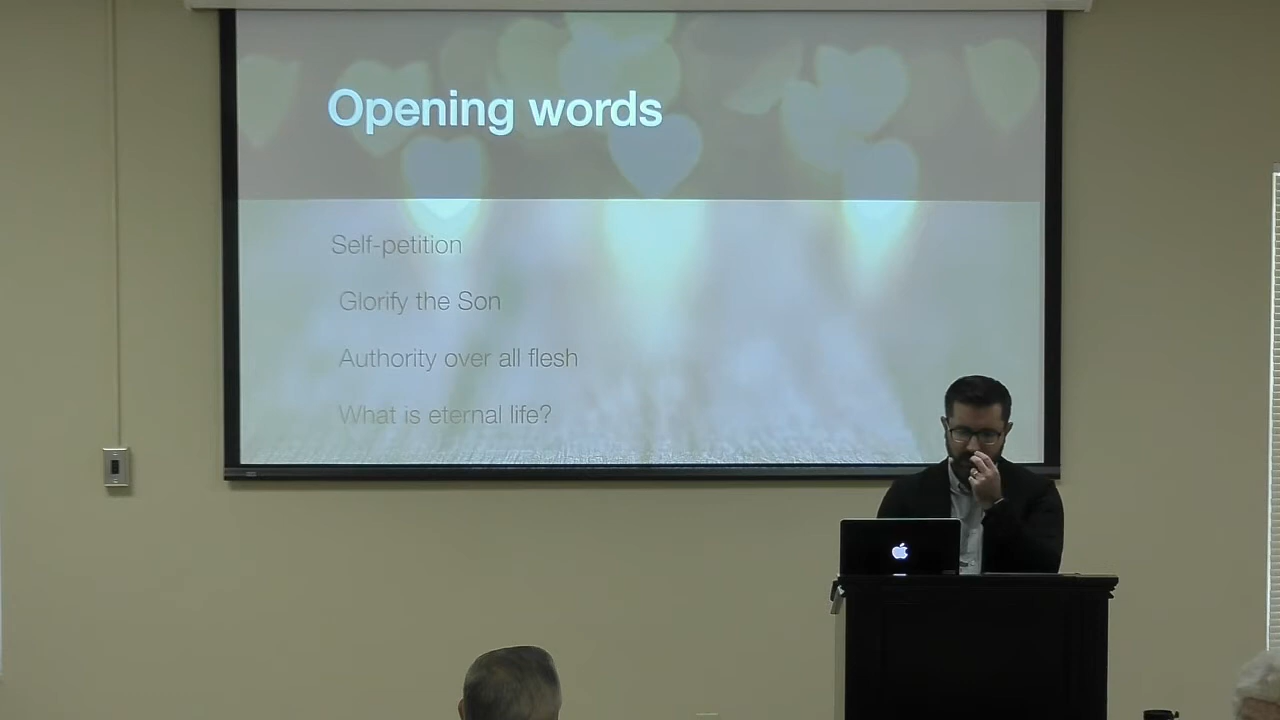 Opening words
Self-petition
Glorify the Son
Authority over all flesh
What is eternal life?